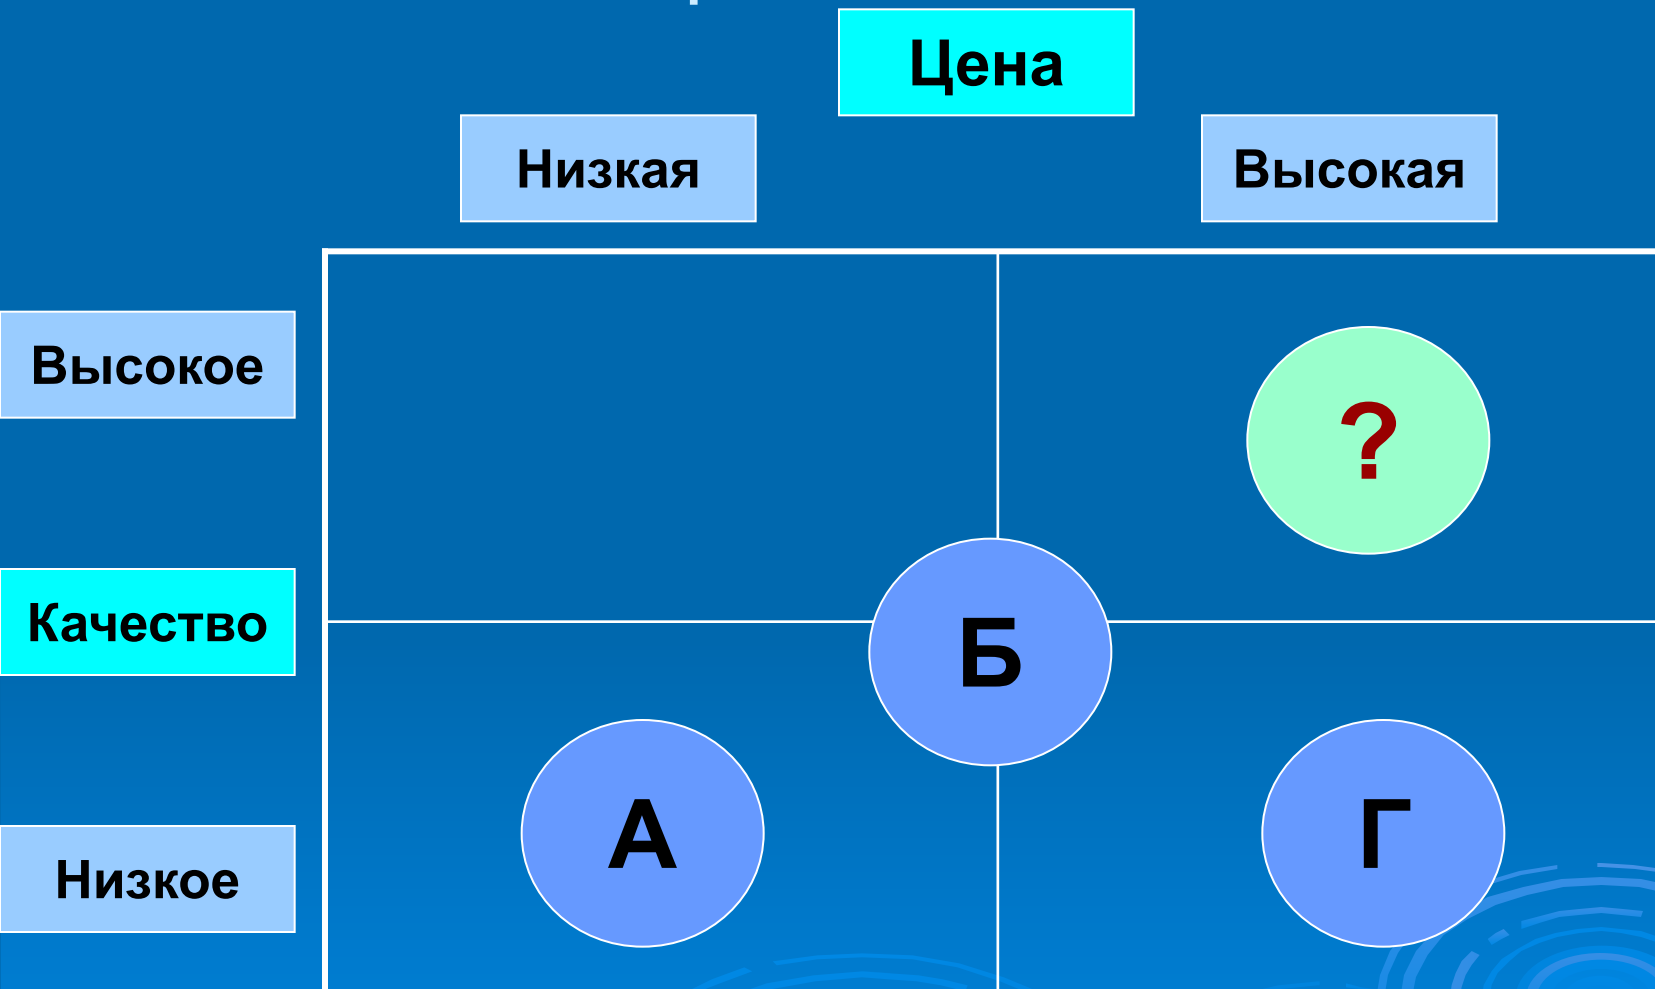 Цена
Низкая
Высокая
Высокое
?
Качество
Б
А
Г
Низкое